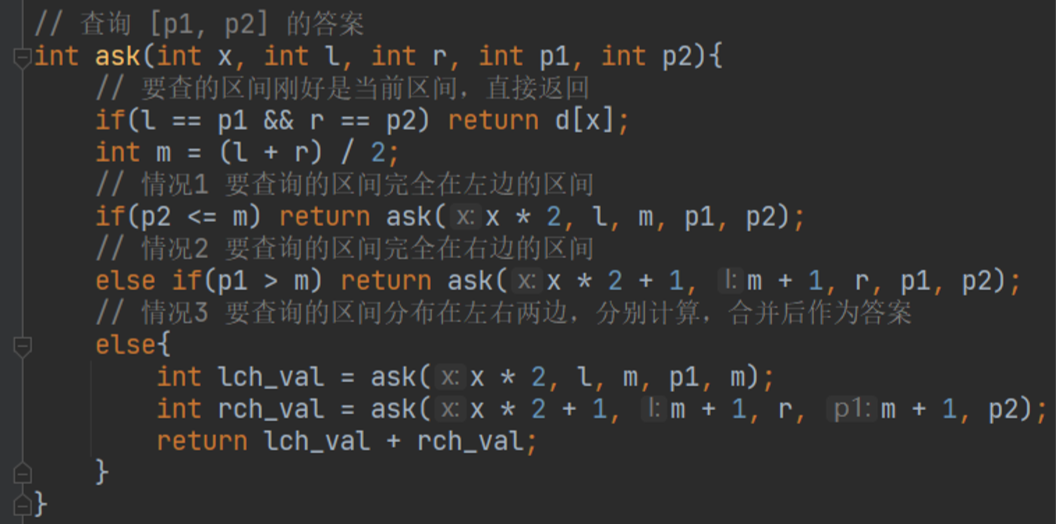 // 查询 [p1, p2] 的答案
int ask(int x, int l, int r, int p1, int p2){
// 要查的区间刚好是当前区间，直接返回
if(l == p1 && r == p2) return d[x];
int m = (l + r) / 2;
// 情况1 要查询的区间完全在左边的区间
if(p2 <= m) return ask(x: x * 2, l, m, p1, p2);
// 情况2 要查询的区间完全在右边的区间
else if(p1 > m) return ask(x: x * 2 + 1, l: m + 1, r, p1, p2);
// 情况3 要查询的区间分布在左右两边，分别计算，合并后作为答案
else{
int lch_val = ask(x: x * 2, l, m, p1, m);
int rch_val = ask(x: x * 2 + 1, l: m + 1, r, p1: m + 1, p2);
return lch_val + rch_val;
}
}